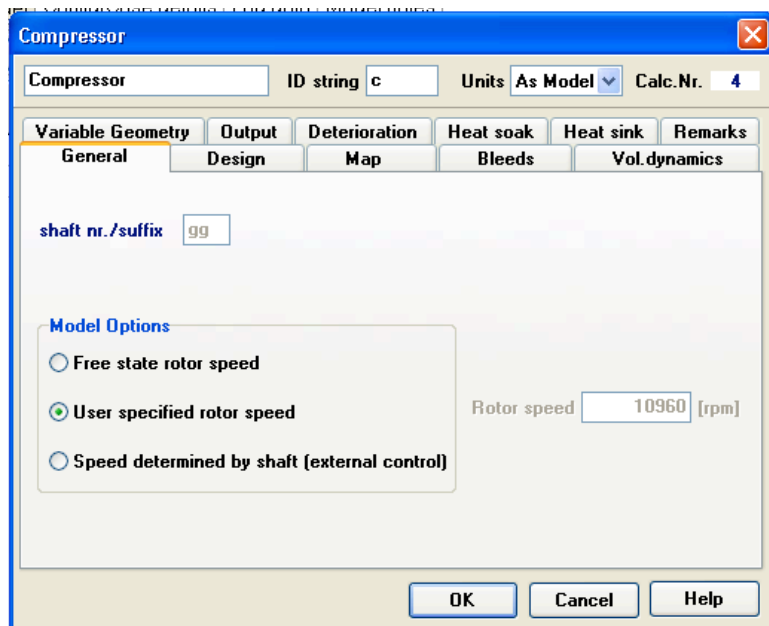 Compressor
Compressor ID string c Units As Model Calc.Nr. 4
Variable Geometry Output Deterioration Heat soak Heat sink Remarks
General Design Map Bleeds Vol.dynamics
shaft nr./suffix gg
Model Options
Free state rotor speed
User specified rotor speed
Rotor speed 10960 [rpm]
Speed determined by shaft (external control)
OK Cancel Help